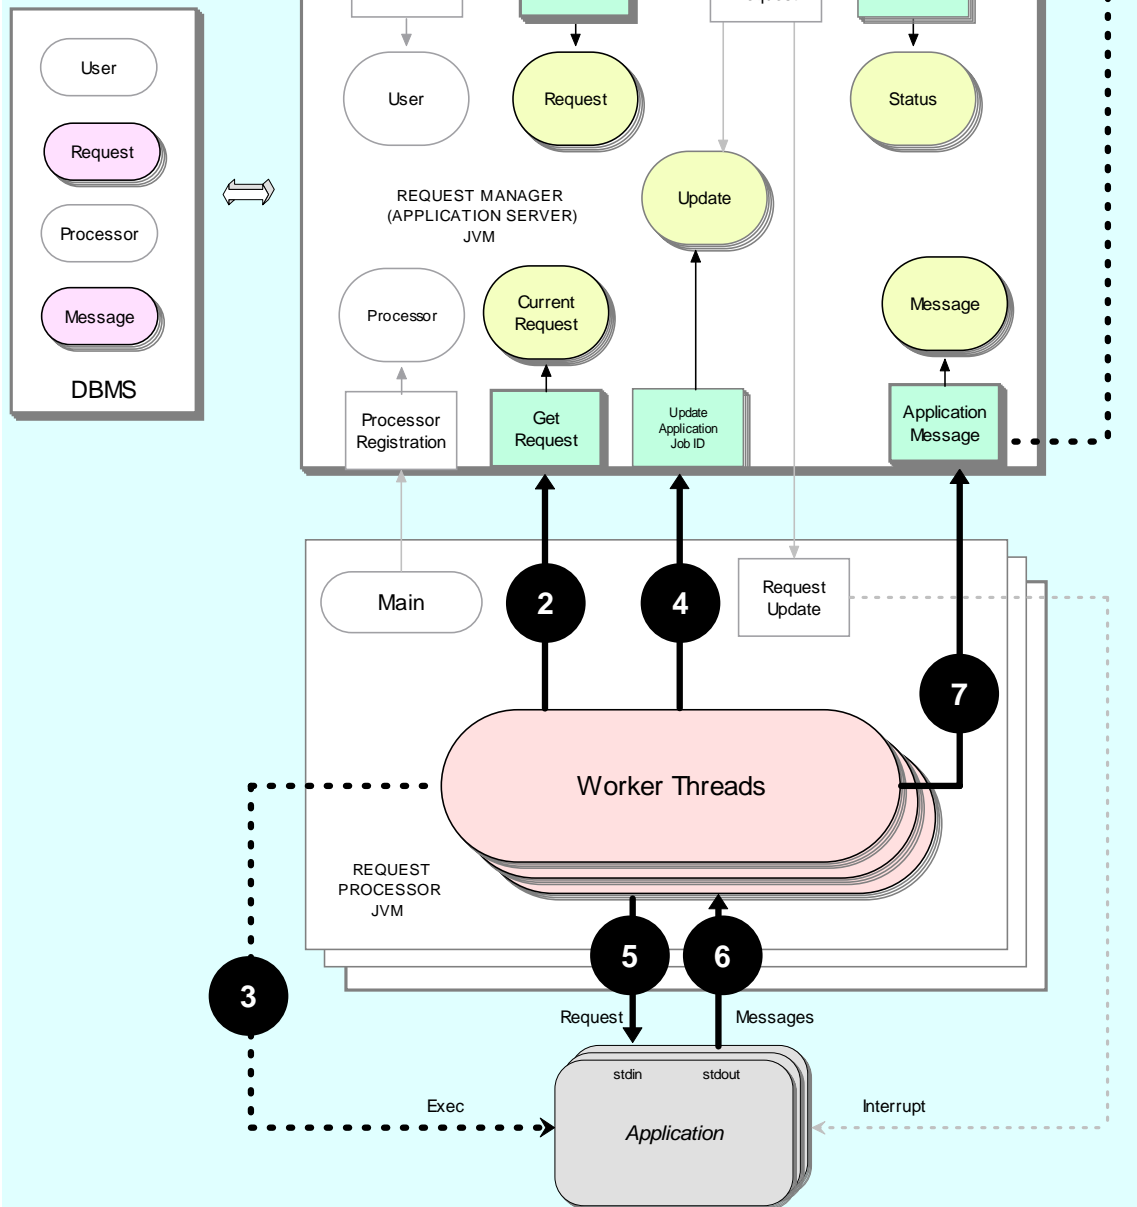 User
Request
Processor
Message
DBMS
User
Request
Status
Update
REQUEST MANAGER
(APPLICATION SERVER)
JVM
Processor
Current
Request
Message
Processor
Registration
Get
Request
Update
Application
Job ID
Application
Message
Main
2
4
Request
Update
7
Worker Threads
REQUEST
PROCESSOR
JVM
5
6
3
Request
Messages
stdin
stdout
Exec
Interrupt
Application